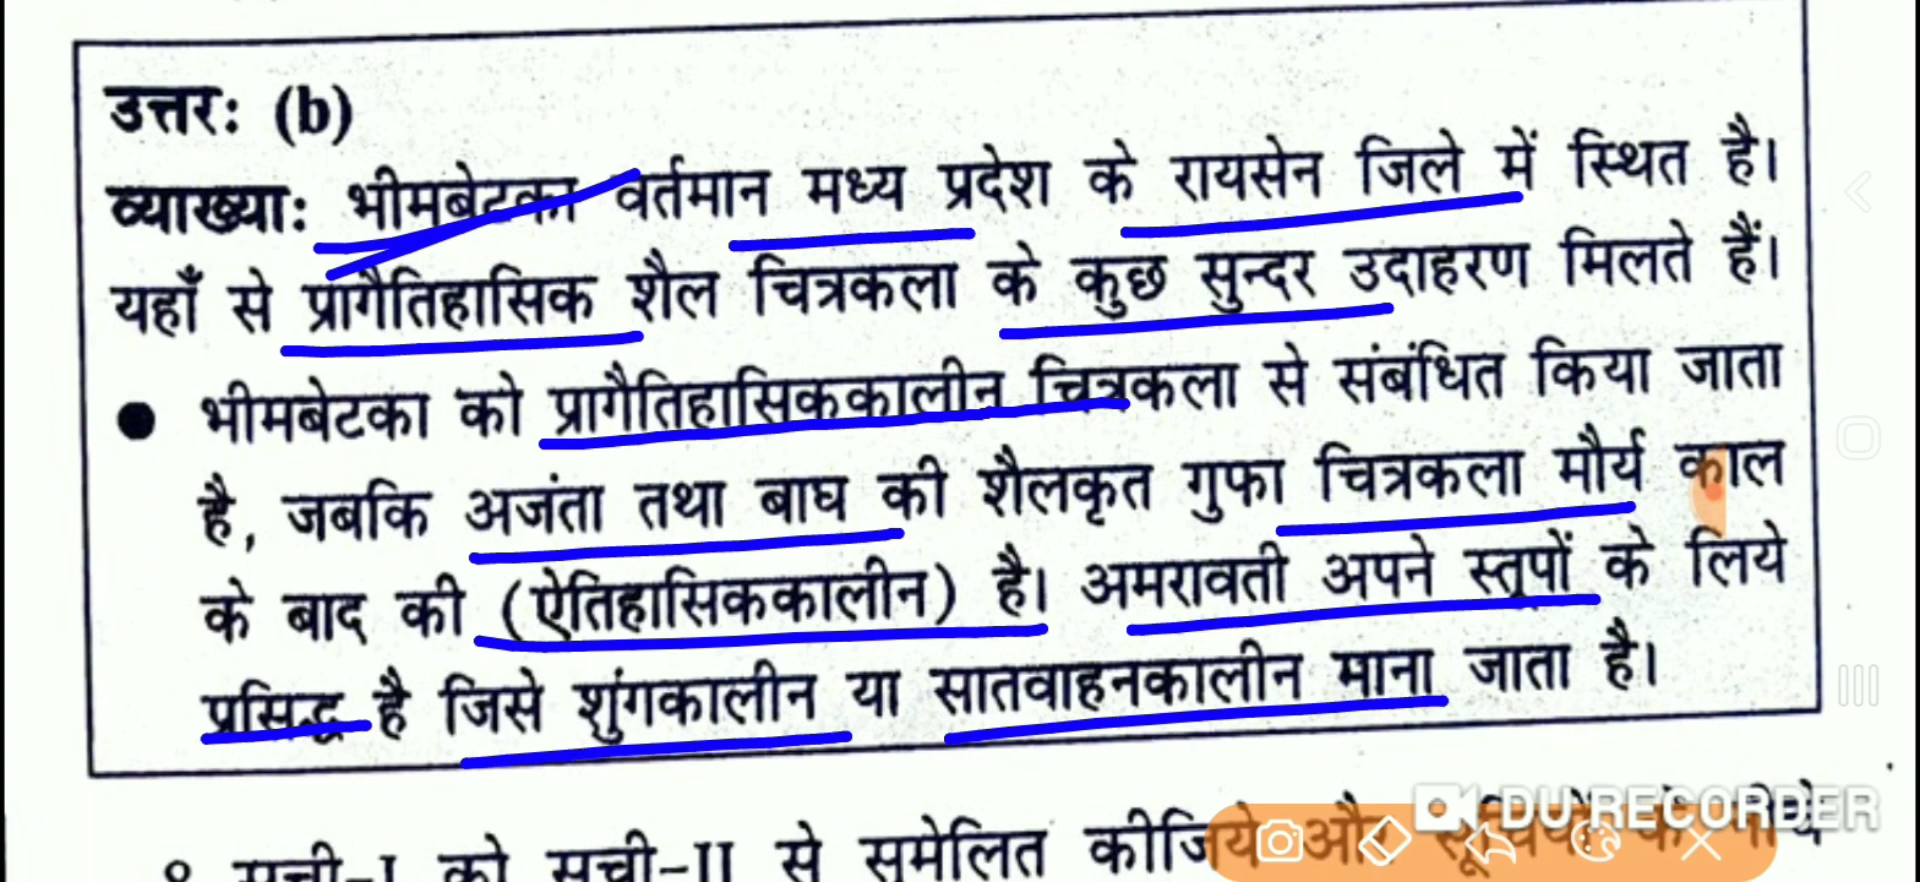 उत्तरः (b)
व्याख्याः भीमबेटका वर्तमान मध्य प्रदेश के रायसेन जिले में स्थित है।
यहाँ से प्रागैतिहासिक शैल चित्रकला के कुछ सुन्दर उदाहरण मिलते हैं।
● भीमबेटका को प्रागैतिहासिककालीन चित्रकला से संबंधित किया जाता
है, जबकि अजंता तथा बाघ की शैलकृत गुफा चित्रकला मौर्य काल
के बाद की (ऐतिहासिककालीन) है। अमरावती अपने स्तूपों के लिये
प्रसिद्ध है जिसे शुंगकालीन या सातवाहनकालीन माना जाता है।
DU RECORDER
सूची-I को सूची-II से सुमेलित कीजिये और सूचियों के नीचे